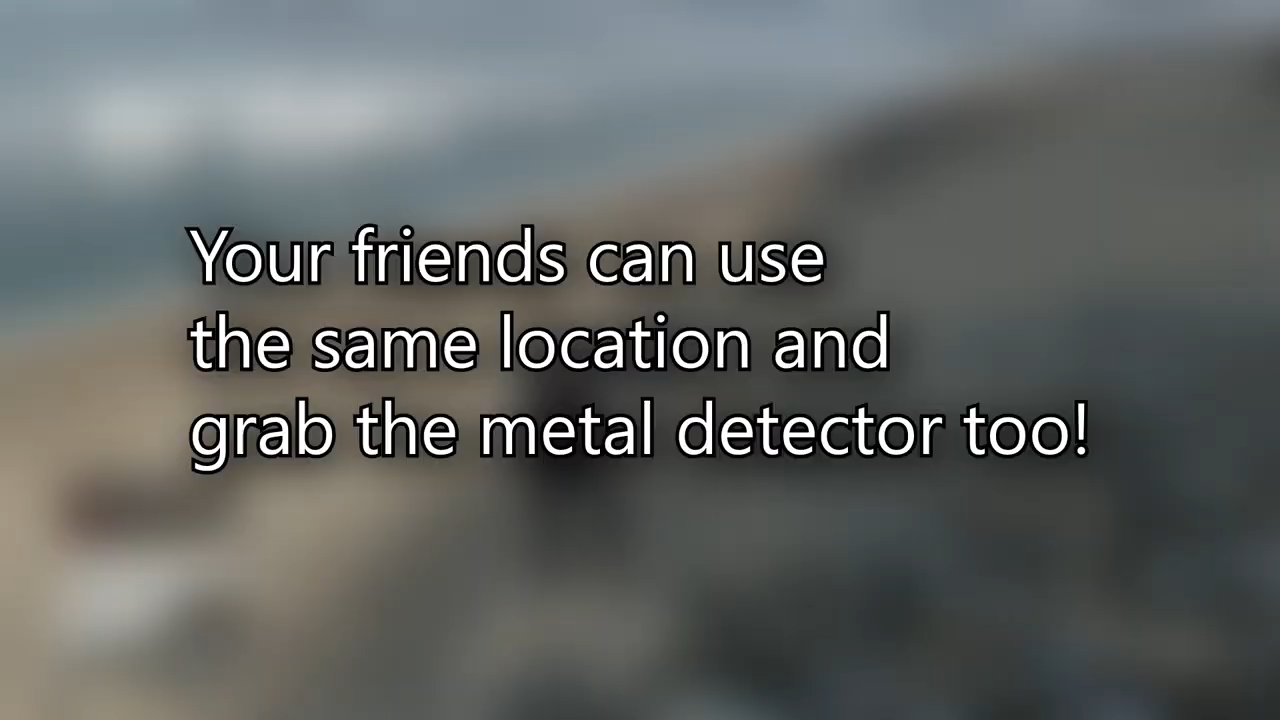 Your friends can use
the same location and
grab the metal detector too!